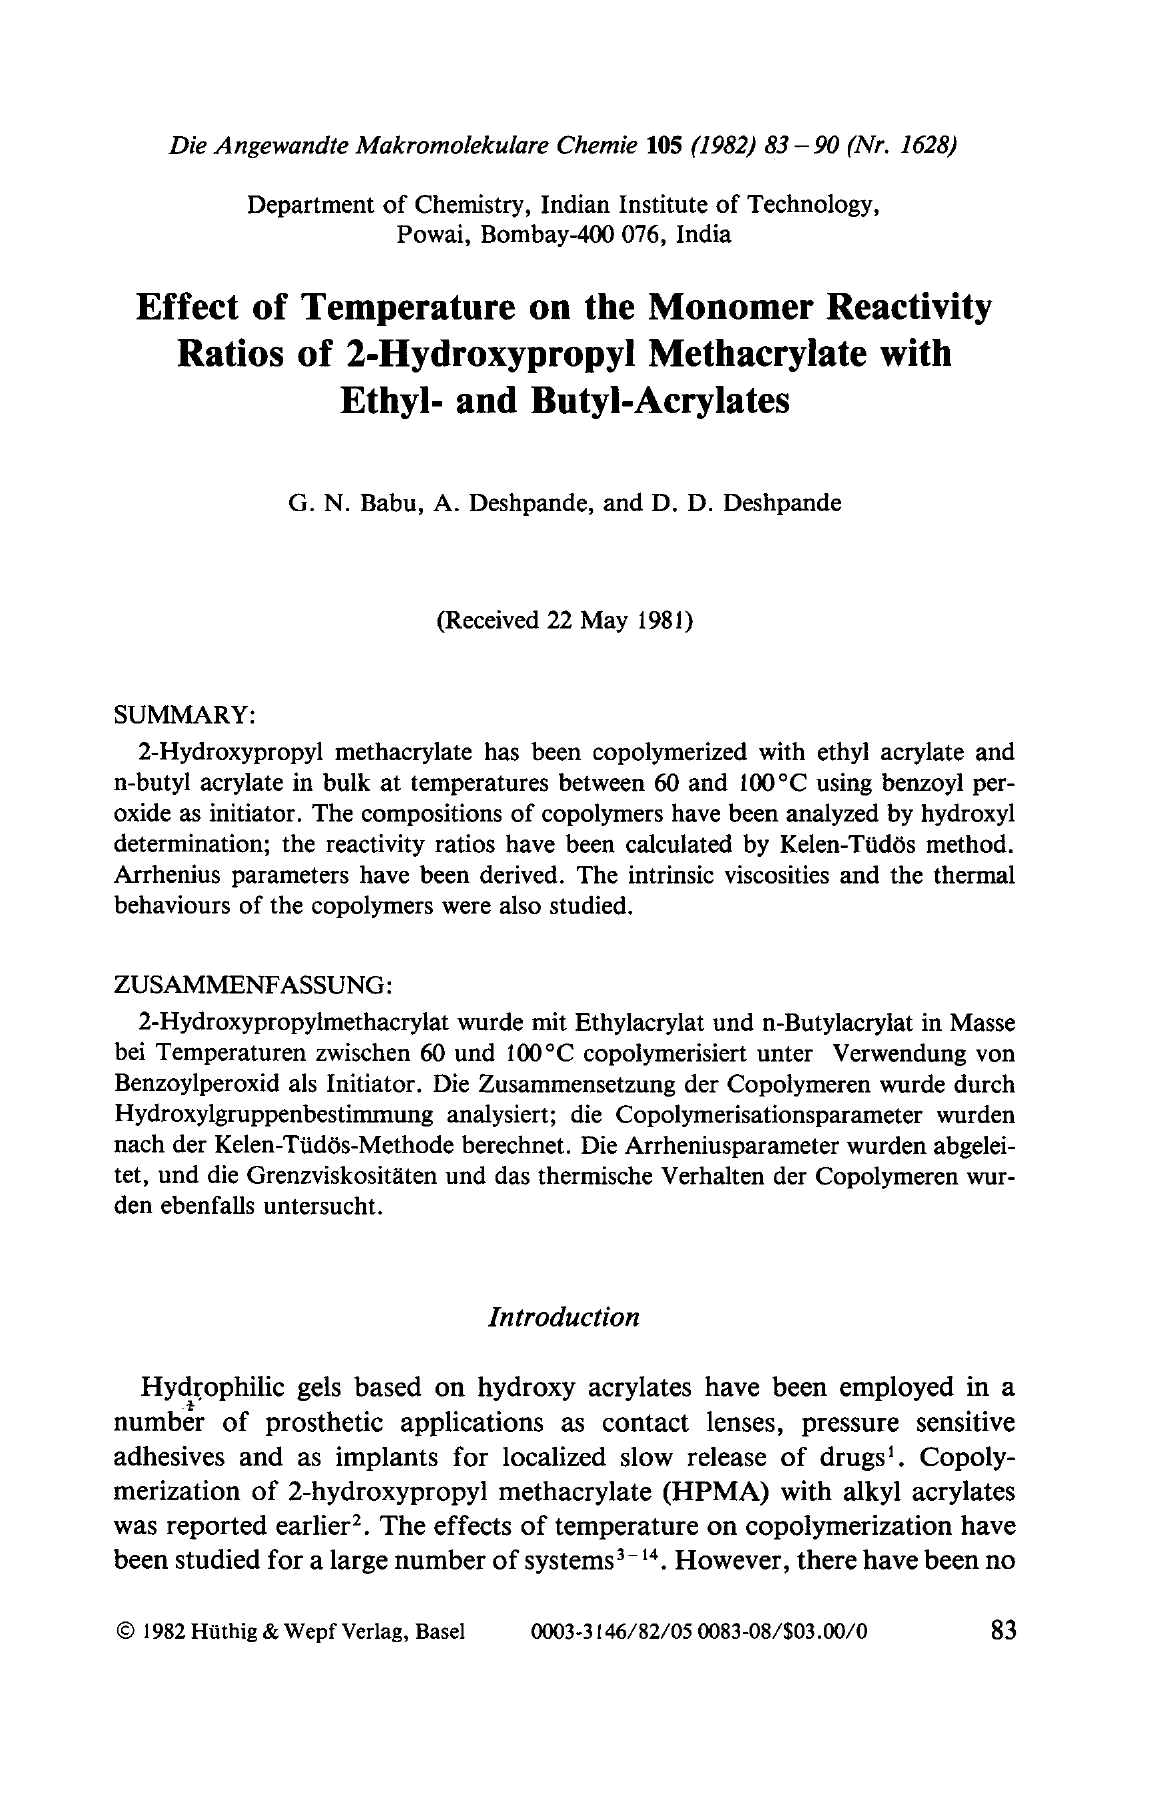 Die Angewandte Makromolekulare Chemie 105 (1982) 83 – 90 (Nr. 1628)
Department of Chemistry, Indian Institute of Technology,
Powai, Bombay-400 076, India
Effect of Temperature on the Monomer Reactivity
Ratios of 2-Hydroxypropyl Methacrylate with
Ethyl- and Butyl-Acrylates
G. N. Babu, A. Deshpande, and D. D. Deshpande
(Received 22 May 1981)
SUMMARY:
2-Hydroxypropyl methacrylate has been copolymerized with ethyl acrylate and
n-butyl acrylate in bulk at temperatures between 60 and 100 °C using benzoyl per-
oxide as initiator. The compositions of copolymers have been analyzed by hydroxyl
determination; the reactivity ratios have been calculated by Kelen-Tüdös method.
Arrhenius parameters have been derived. The intrinsic viscosities and the thermal
behaviours of the copolymers were also studied.
ZUSAMMENFASSUNG:
2-Hydroxypropylmethacrylat wurde mit Ethylacrylat und n-Butylacrylat in Masse
bei Temperaturen zwischen 60 und 100 °C copolymerisiert unter Verwendung von
Benzoylperoxid als Initiator. Die Zusammensetzung der Copolymeren wurde durch
Hydroxylgruppenbestimmung analysiert; die Copolymerisationsparameter wurden
nach der Kelen-Tüdös-Methode berechnet. Die Arrheniusparameter wurden abgelei-
tet, und die Grenzviskositäten und das thermische Verhalten der Copolymeren wur-
den ebenfalls untersucht.
Introduction
Hydrophilic gels based on hydroxy acrylates have been employed in a
number of prosthetic applications as contact lenses, pressure sensitive
adhesives and as implants for localized slow release of drugs¹. Copoly-
merization of 2-hydroxypropyl methacrylate (HPMA) with alkyl acrylates
was reported earlier². The effects of temperature on copolymerization have
been studied for a large number of systems³⁻¹⁴. However, there have been no
© 1982 Hüthig & Wepf Verlag, Basel 0003-3146/82/05 0083-08/$03.00/0 83